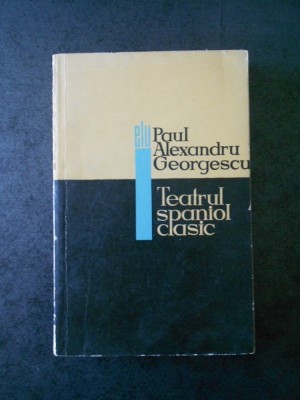 elu
Paul
Alexandru
Georgescu
Teatrul
spaniol
clasic